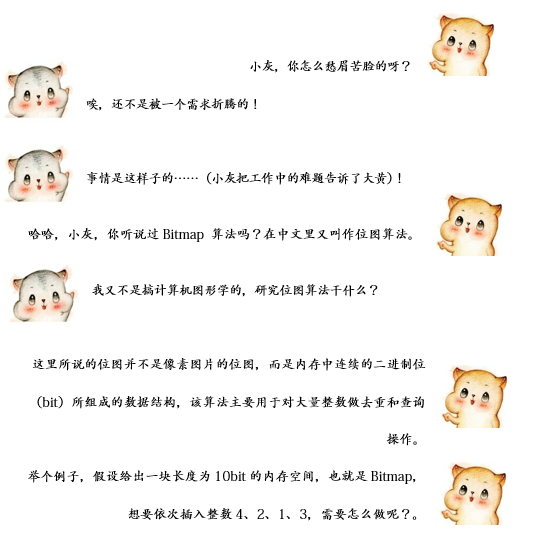 小灰，你怎么愁眉苦脸的呀？
唉，还不是被一个需求折腾的！
事情是这样子的……（小灰把工作中的难题告诉了大黄）！
哈哈，小灰，你听说过 Bitmap 算法吗？在中文里又叫作位图算法。
我又不是搞计算机图形学的，研究位图算法干什么？
这里所说的位图并不是像素图片的位图，而是内存中连续的二进制位
（bit）所组成的数据结构，该算法主要用于对大量整数做去重和查询
操作。
举个例子，假设给出一块长度为 10bit 的内存空间，也就是 Bitmap，
想要依次插入整数 4、2、1、3，需要怎么做呢？。